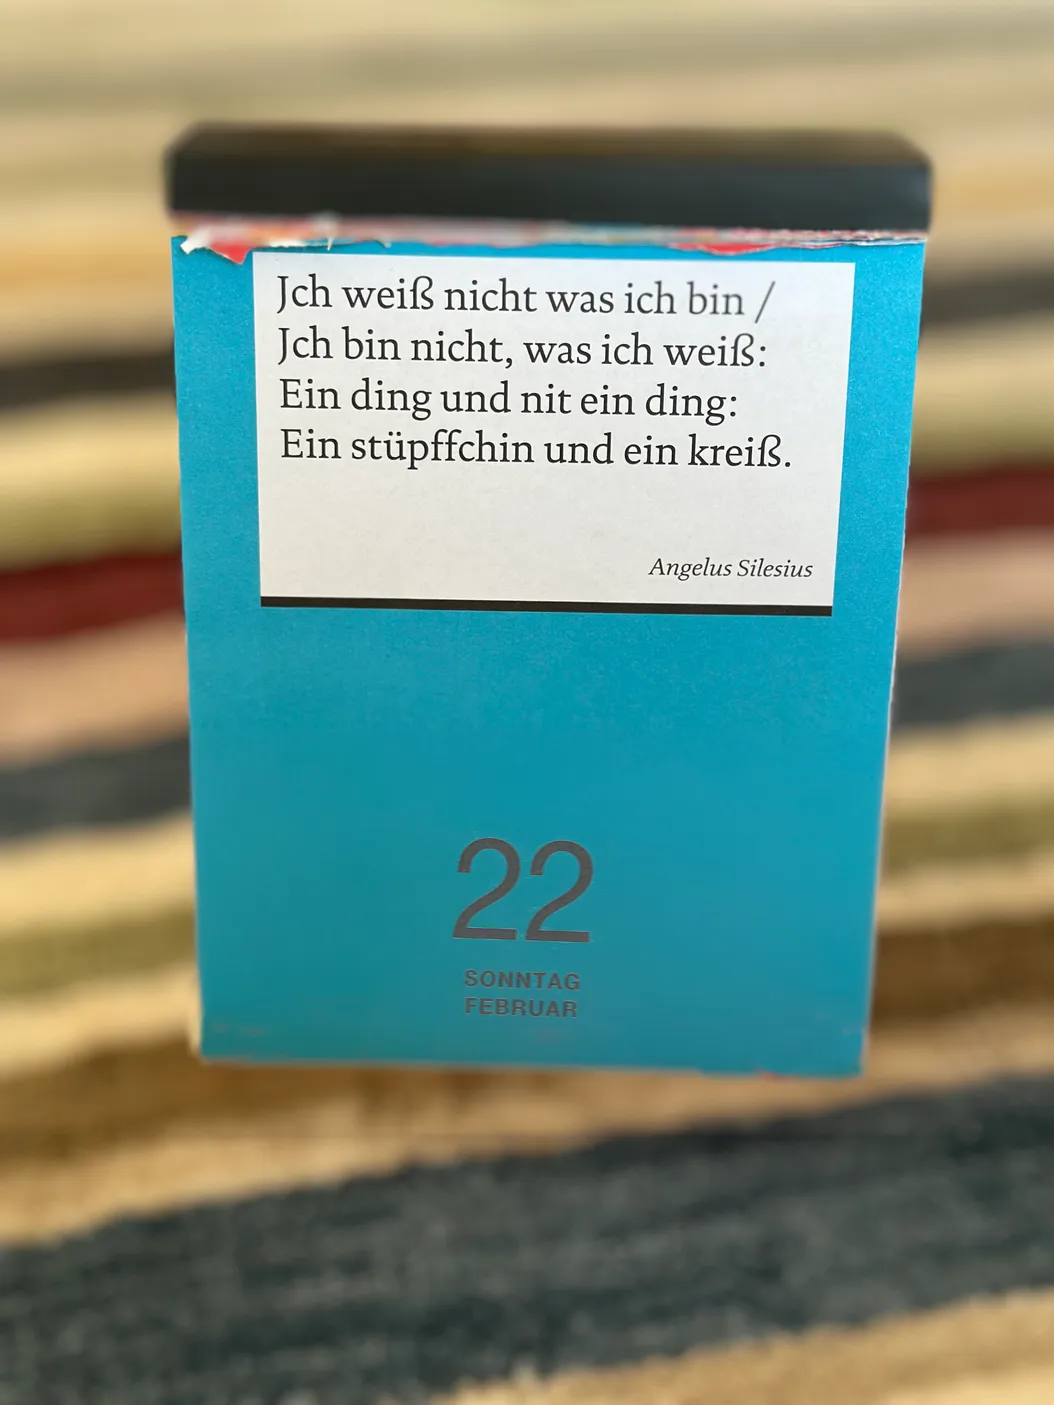 Jch weiß nicht was ich bin /
Jch bin nicht, was ich weiß:
Ein ding und nit ein ding:
Ein stüpffchin und ein kreiß.
Angelus Silesius
22
SONNTAG
FEBRUAR